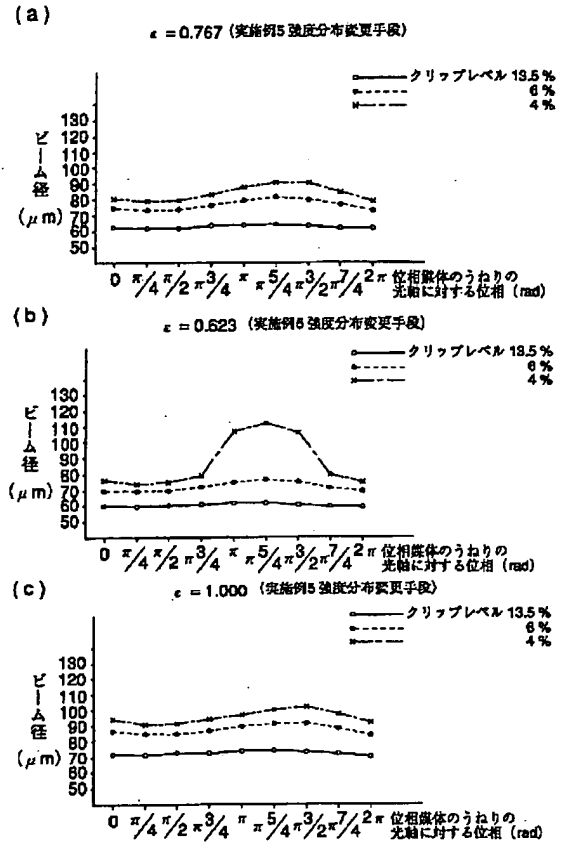 (a)
ε = 0.767 (実施例5 強度分布変更手段)
クリップレベル 13.5%
6%
4%
130
120
110
100
90
80
70
60
50
ビーム径
(μm)
0 π/4 π/2 π3/4 π π5/4 π3/2 π7/4 2π
位相媒体のうねりの
光軸に対する位相 (rad)
(b)
ε = 0.623 (実施例5 強度分布変更手段)
クリップレベル 13.5%
6%
4%
130
120
110
100
90
80
70
60
50
ビーム径
(μm)
0 π/4 π/2 π3/4 π π5/4 π3/2 π7/4 2π
位相媒体のうねりの
光軸に対する位相 (rad)
(c)
ε = 1.000 (実施例5 強度分布変更手段)
クリップレベル 13.5%
6%
4%
130
120
110
100
90
80
70
60
50
ビーム径
(μm)
0 π/4 π/2 π3/4 π π5/4 π3/2 π7/4 2π
位相媒体のうねりの
光軸に対する位相 (rad)